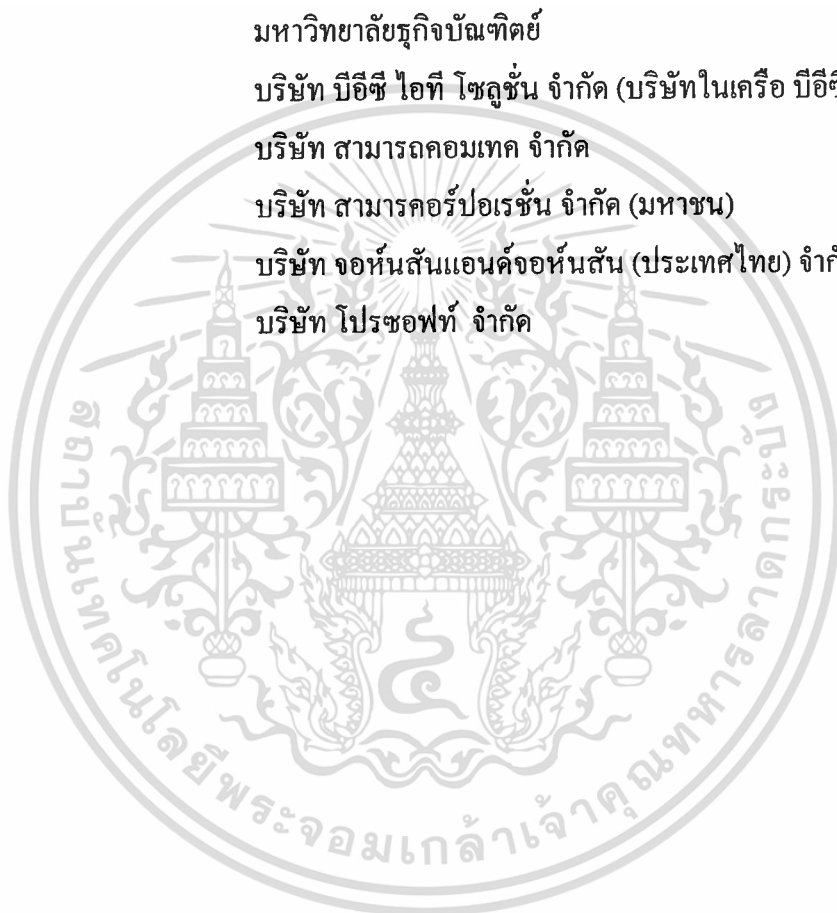 มหาวิทยาลัยธุรกิจบัณฑิตย์
บริษัท บีอีซี ไอที โซลูชั่น จำกัด (บริษัทในเครือ บีอีซี
บริษัท สามารถคอมเทค จำกัด
บริษัท สามารคอร์ปอเรชั่น จำกัด (มหาชน)
บริษัท จอห์นสันแอนด์จอห์นสัน (ประเทศไทย) จำกั
บริษัท โปรซอฟท์ จำกัด
สถาบันเทคโนโลยีพระจอมเกล้าเจ้าคุณทหารลาดกระบัง